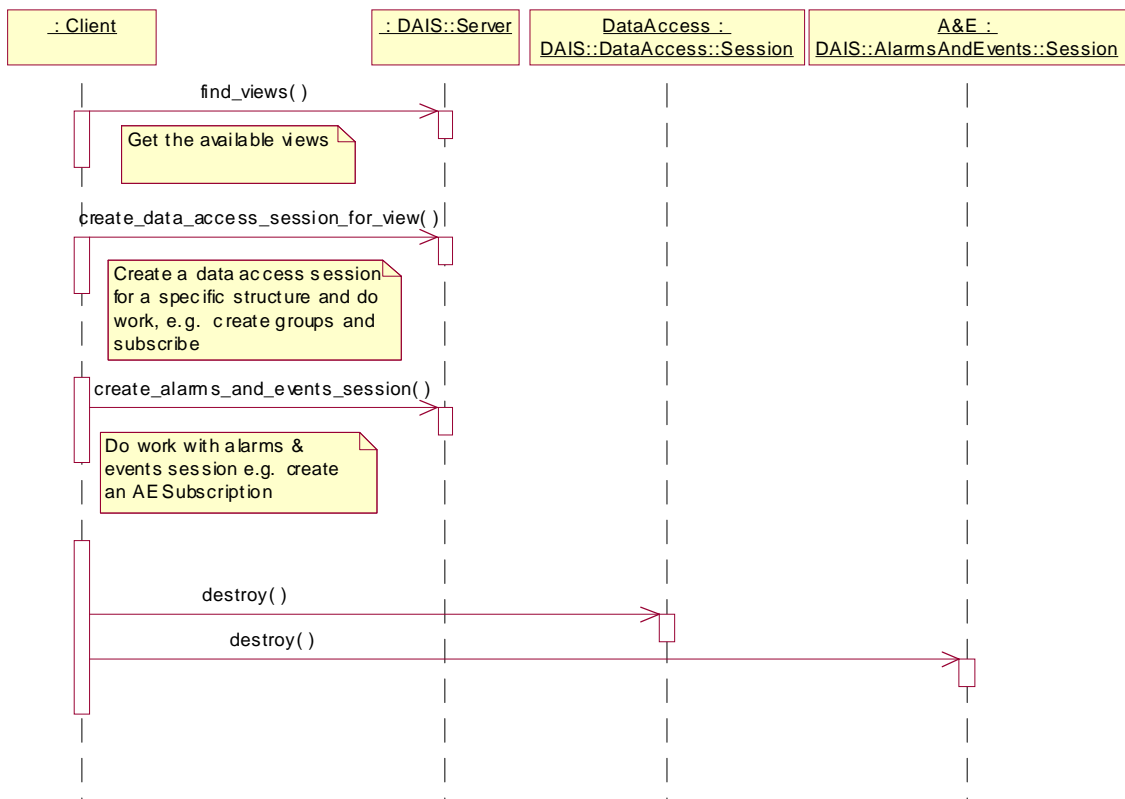 : Client
: DAIS::Server
DataAccess :
DAIS::DataAccess::Session
A&E :
DAIS::AlarmsAndEvents::Session
find_views( )
Get the available views
create_data_access_session_for_view( )
Create a data access session
for a specific structure and do
work, e.g. create groups and
subscribe
create_alarms_and_events_session( )
Do work with alarms &
events session e.g. create
an AESubscription
destroy( )
destroy( )